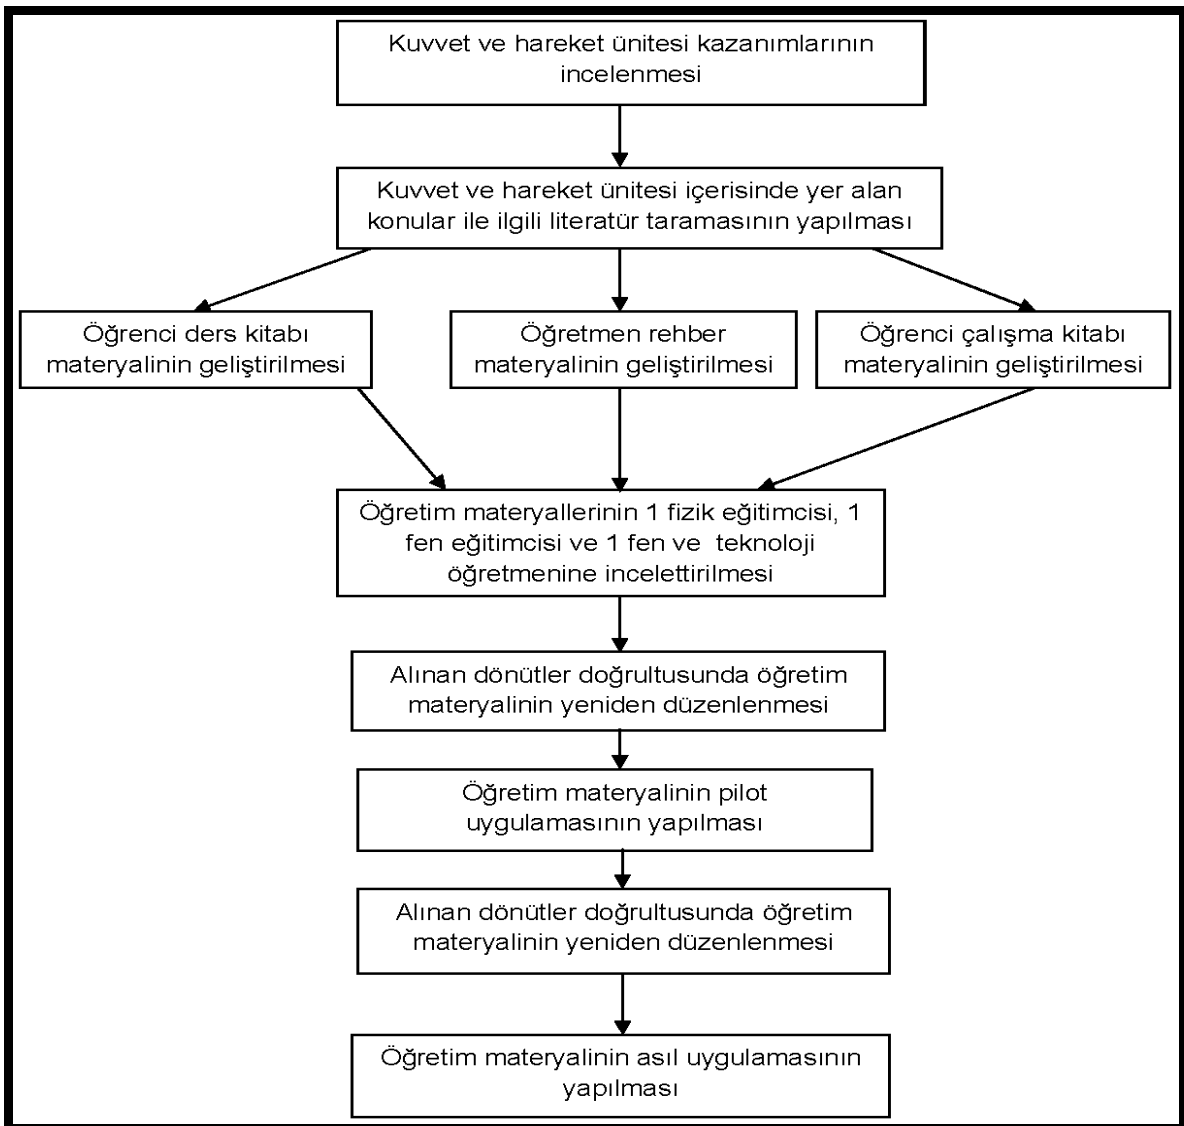 Kuvvet ve hareket ünitesi kazanımlarının
incelenmesi
Kuvvet ve hareket ünitesi içerisinde yer alan
konular ile ilgili literatür taramasının yapılması
Öğrenci ders kitabı
materyalinin geliştirilmesi
Öğretmen rehber
materyalinin geliştirilmesi
Öğrenci çalışma kitabı
materyalinin geliştirilmesi
Öğretim materyallerinin 1 fizik eğitimcisi, 1
fen eğitimcisi ve 1 fen ve teknoloji
öğretmenine incelettirilmesi
Alınan dönütler doğrultusunda öğretim
materyalinin yeniden düzenlenmesi
Öğretim materyalinin pilot
uygulamasının yapılması
Alınan dönütler doğrultusunda öğretim
materyalinin yeniden düzenlenmesi
Öğretim materyalinin asıl uygulamasının
yapılması